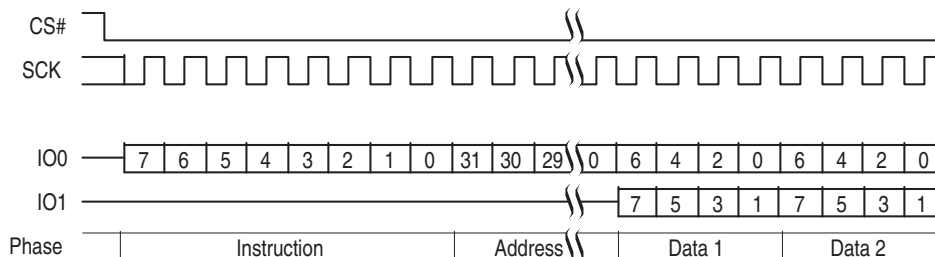 CS#
SCK
IO0 7 6 5 4 3 2 1 0 31 30 29 0 6 4 2 0 6 4 2 0
IO1 7 5 3 1 7 5 3 1
Phase Instruction Address Data 1 Data 2